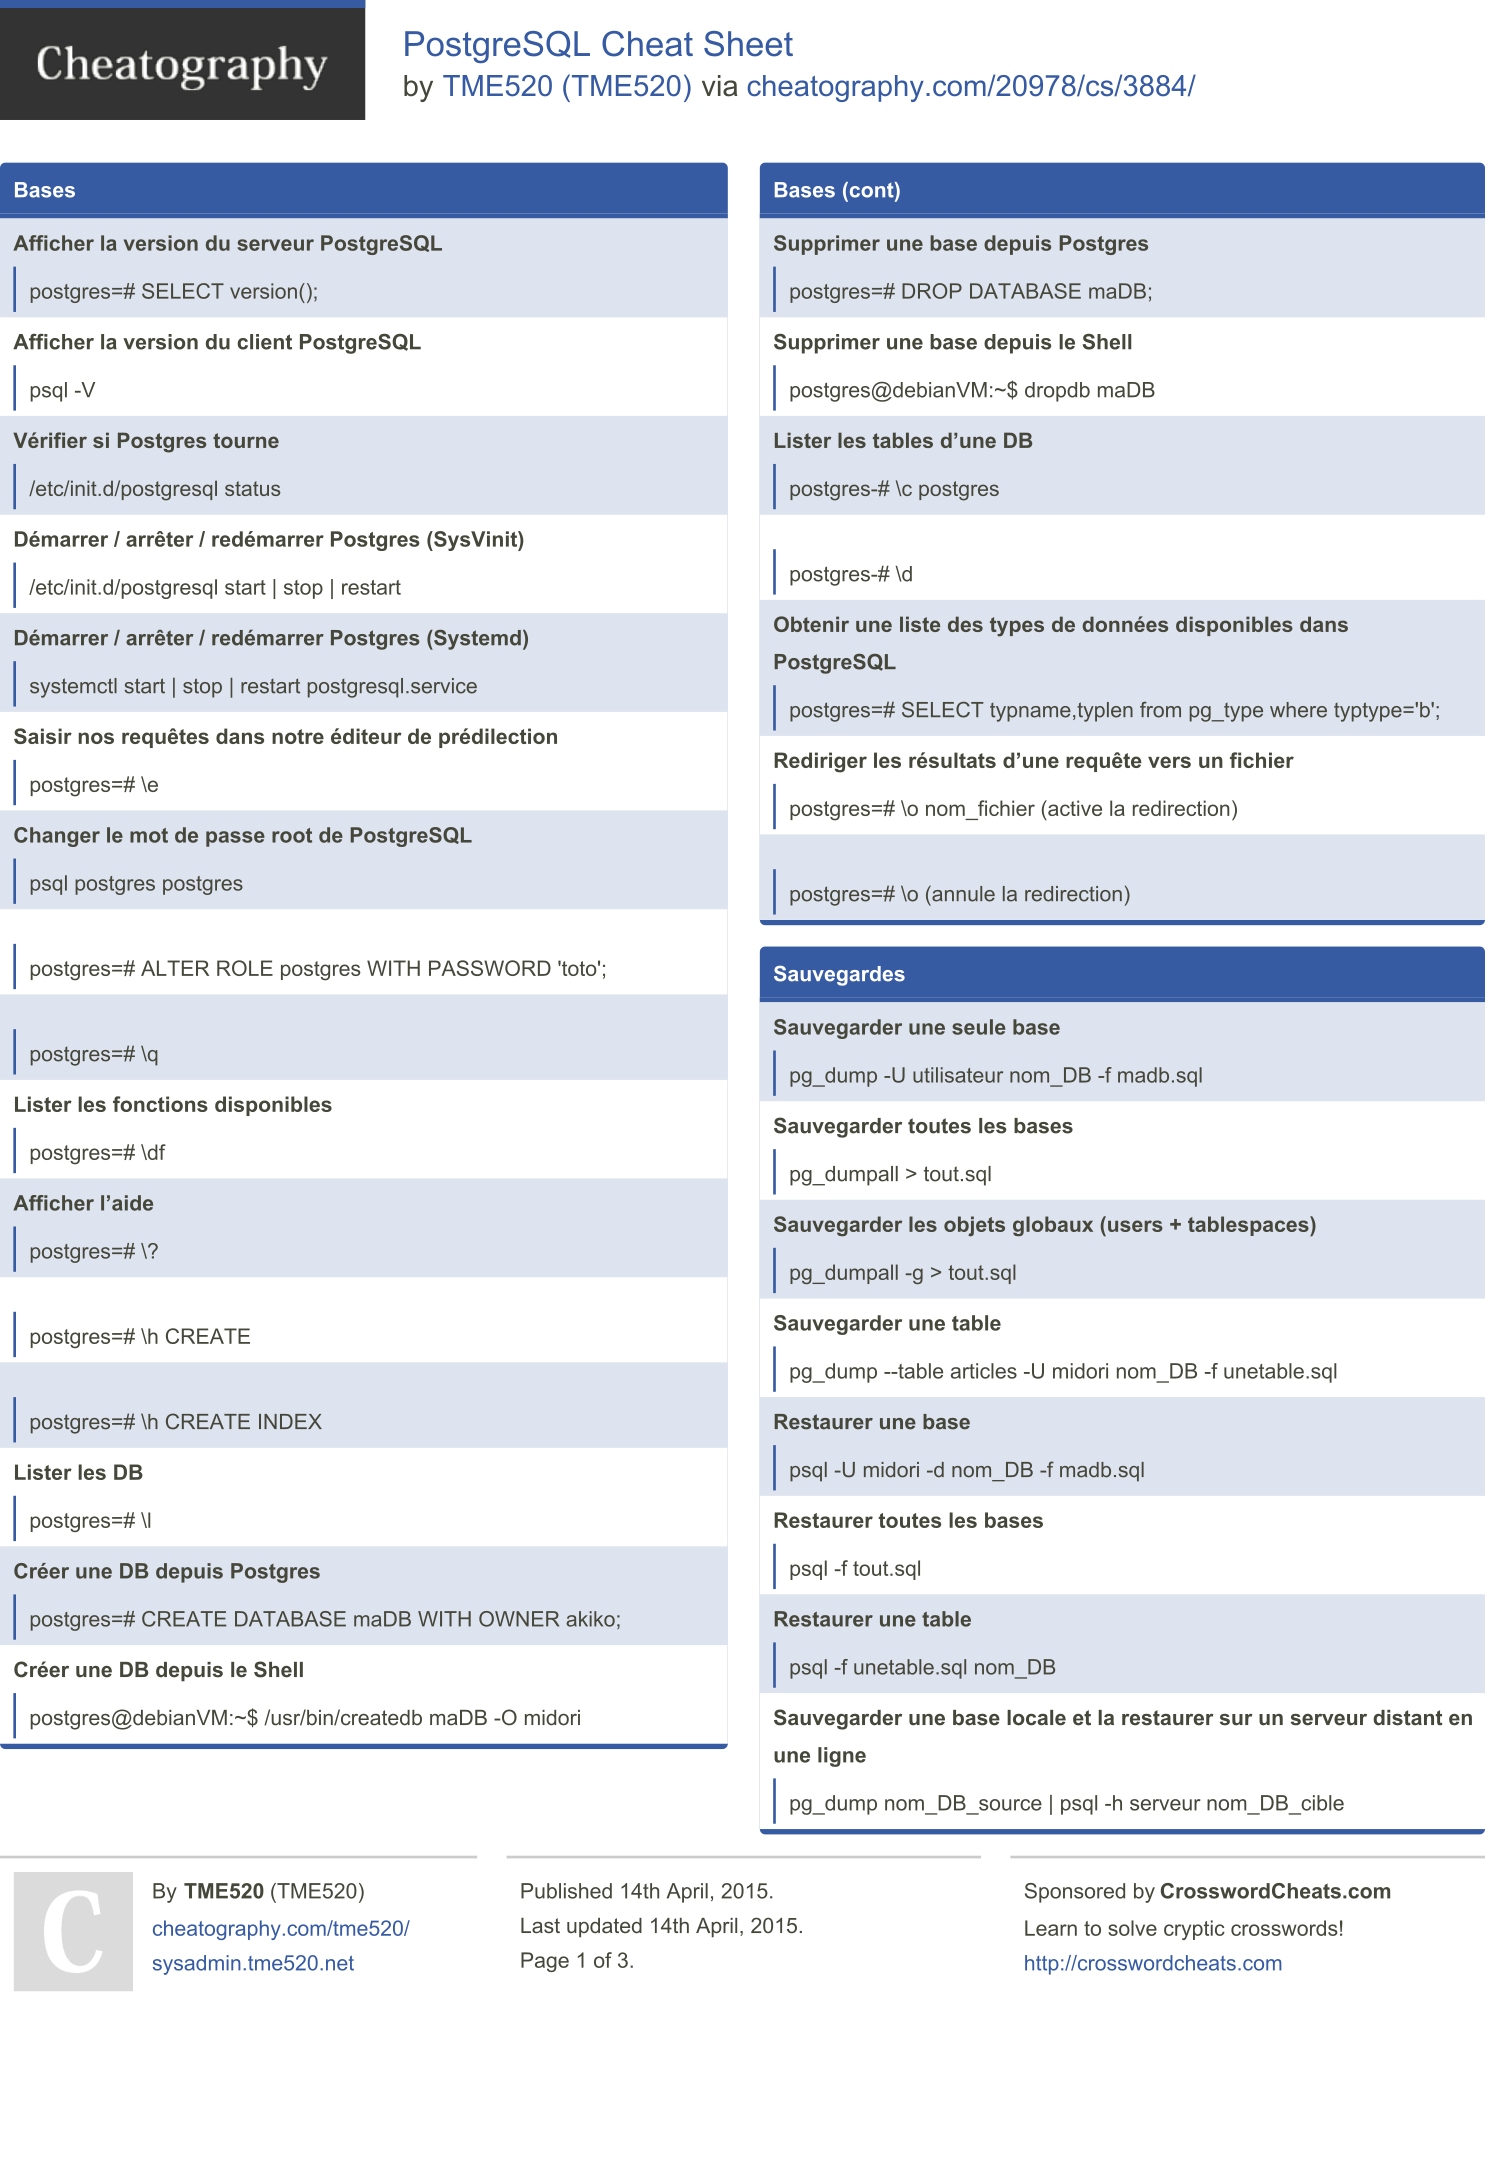 Cheatography
PostgreSQL Cheat Sheet
by TME520 (TME520) via cheatography.com/20978/cs/3884/
Bases
Afficher la version du serveur PostgreSQL
postgres=# SELECT version();
Afficher la version du client PostgreSQL
psql -V
Vérifier si Postgres tourne
/etc/init.d/postgresql status
Démarrer / arrêter / redémarrer Postgres (SysVinit)
/etc/init.d/postgresql start | stop | restart
Démarrer / arrêter / redémarrer Postgres (Systemd)
systemctl start | stop | restart postgresql.service
Saisir nos requêtes dans notre éditeur de prédilection
postgres=# \e
Changer le mot de passe root de PostgreSQL
psql postgres postgres
postgres=# ALTER ROLE postgres WITH PASSWORD 'toto';
postgres=# \q
Lister les fonctions disponibles
postgres=# \df
Afficher l’aide
postgres=# \?
postgres=# \h CREATE
postgres=# \h CREATE INDEX
Lister les DB
postgres=# \l
Créer une DB depuis Postgres
postgres=# CREATE DATABASE maDB WITH OWNER akiko;
Créer une DB depuis le Shell
postgres@debianVM:~$ /usr/bin/createdb maDB -O midori
Bases (cont)
Supprimer une base depuis Postgres
postgres=# DROP DATABASE maDB;
Supprimer une base depuis le Shell
postgres@debianVM:~$ dropdb maDB
Lister les tables d’une DB
postgres-# \c postgres
postgres-# \d
Obtenir une liste des types de données disponibles dans
PostgreSQL
postgres=# SELECT typname,typlen from pg_type where typtype='b';
Rediriger les résultats d’une requête vers un fichier
postgres=# \o nom_fichier (active la redirection)
postgres=# \o (annule la redirection)
Sauvegardes
Sauvegarder une seule base
pg_dump -U utilisateur nom_DB -f madb.sql
Sauvegarder toutes les bases
pg_dumpall > tout.sql
Sauvegarder les objets globaux (users + tablespaces)
pg_dumpall -g > tout.sql
Sauvegarder une table
pg_dump --table articles -U midori nom_DB -f unetable.sql
Restaurer une base
psql -U midori -d nom_DB -f madb.sql
Restaurer toutes les bases
psql -f tout.sql
Restaurer une table
psql -f unetable.sql nom_DB
Sauvegarder une base locale et la restaurer sur un serveur distant en
une ligne
pg_dump nom_DB_source | psql -h serveur nom_DB_cible
C
By TME520 (TME520)
cheatography.com/tme520/
sysadmin.tme520.net
Published 14th April, 2015.
Last updated 14th April, 2015.
Page 1 of 3.
Sponsored by CrosswordCheats.com
Learn to solve cryptic crosswords!
http://crosswordcheats.com